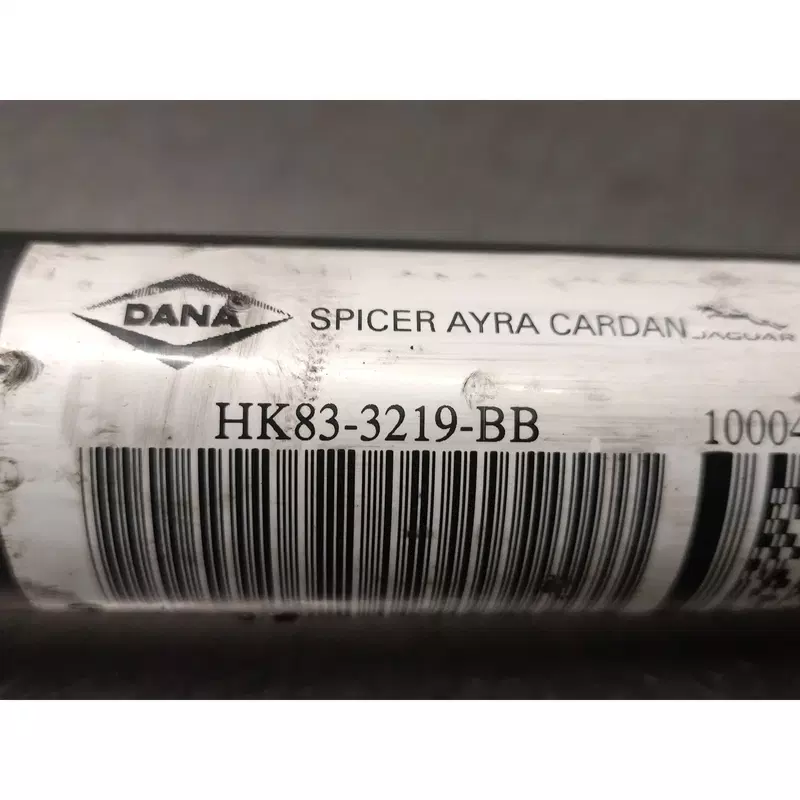 DANA SPICER AYRA CARDAN JAGUAR
HK83-3219-BB 10004